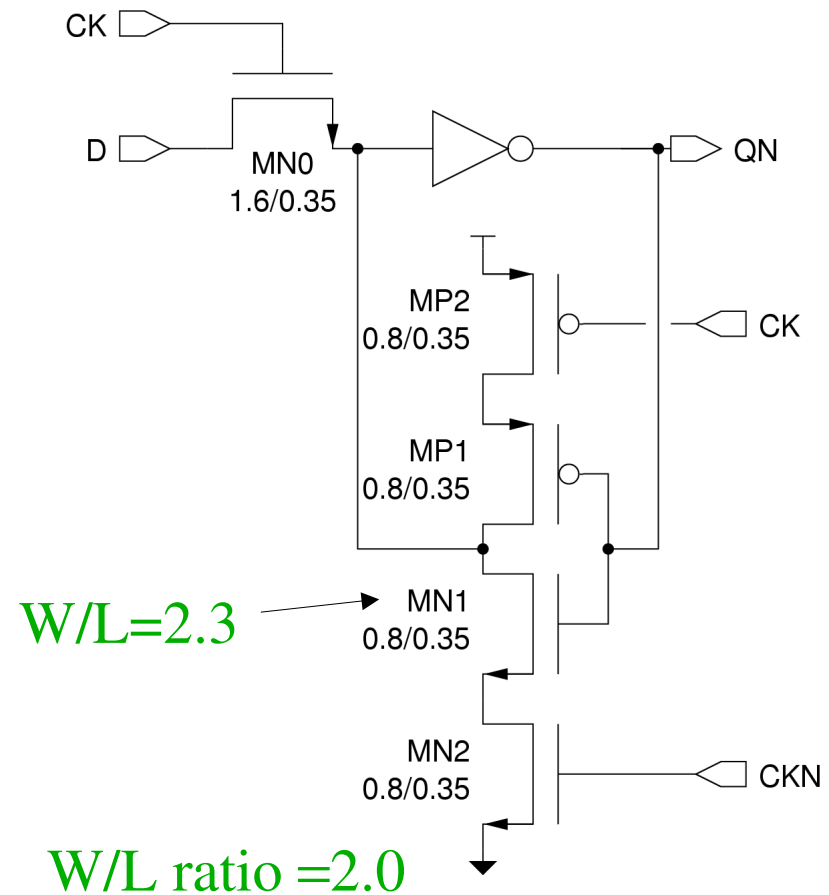 CK
D
MN0
1.6/0.35
QN
MP2
0.8/0.35
CK
MP1
0.8/0.35
W/L=2.3
MN1
0.8/0.35
MN2
0.8/0.35
CKN
W/L ratio =2.0